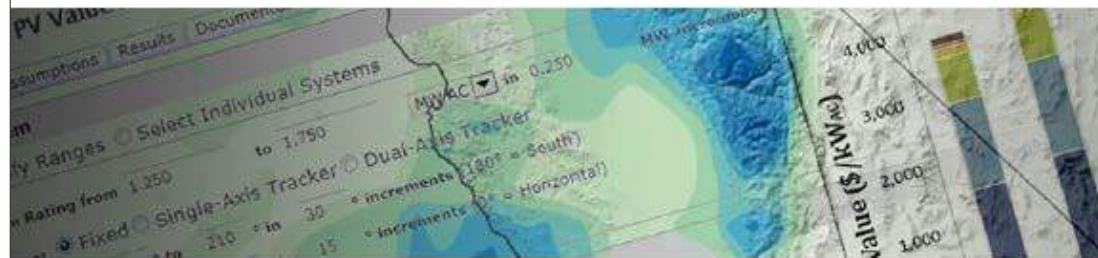 PV Value
ssumptions Results Documen
Select Individual Systems
fy Ranges
MWAC in 0.250
to 1.750
n Rating from 1.250
Fixed Single-Axis Tracker Dual-Axis Tracker
210 ° in 30 ° increments (180° = South)
15 ° increments (0° = Horizontal)
MW increments
Value ($/kWAC)
4,000
3,000
2,000
1,000